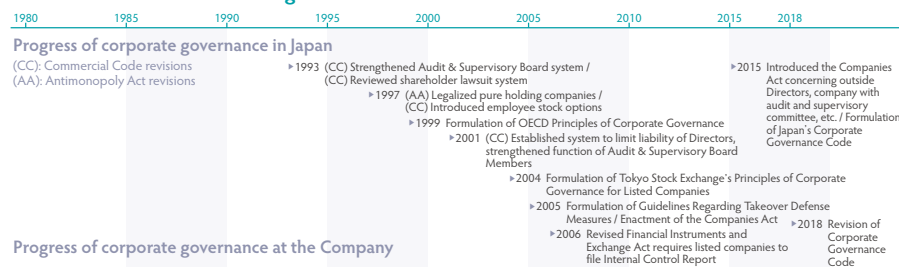 1980 1985 1990 1995 2000 2005 2010 2015 2018
Progress of corporate governance in Japan
(CC): Commercial Code revisions
(AA): Antimonopoly Act revisions
1993 (CC) Strengthened Audit & Supervisory Board system /
(CC) Reviewed shareholder lawsuit system
1997 (AA) Legalized pure holding companies /
(CC) Introduced employee stock options
1999 Formulation of OECD Principles of Corporate Governance
2001 (CC) Established system to limit liability of Directors,
strengthened function of Audit & Supervisory Board
Members
2004 Formulation of Tokyo Stock Exchange's Principles of Corporate
Governance for Listed Companies
2005 Formulation of Guidelines Regarding Takeover Defense
Measures / Enactment of the Companies Act
2006 Revised Financial Instruments and
Exchange Act requires listed companies to
file Internal Control Report
2015 Introduced the Companies
Act concerning outside
Directors, company with
audit and supervisory
committee, etc. / Formulation
of Japan's Corporate
Governance Code
2018 Revision of
Corporate
Governance
Code
Progress of corporate governance at the Company